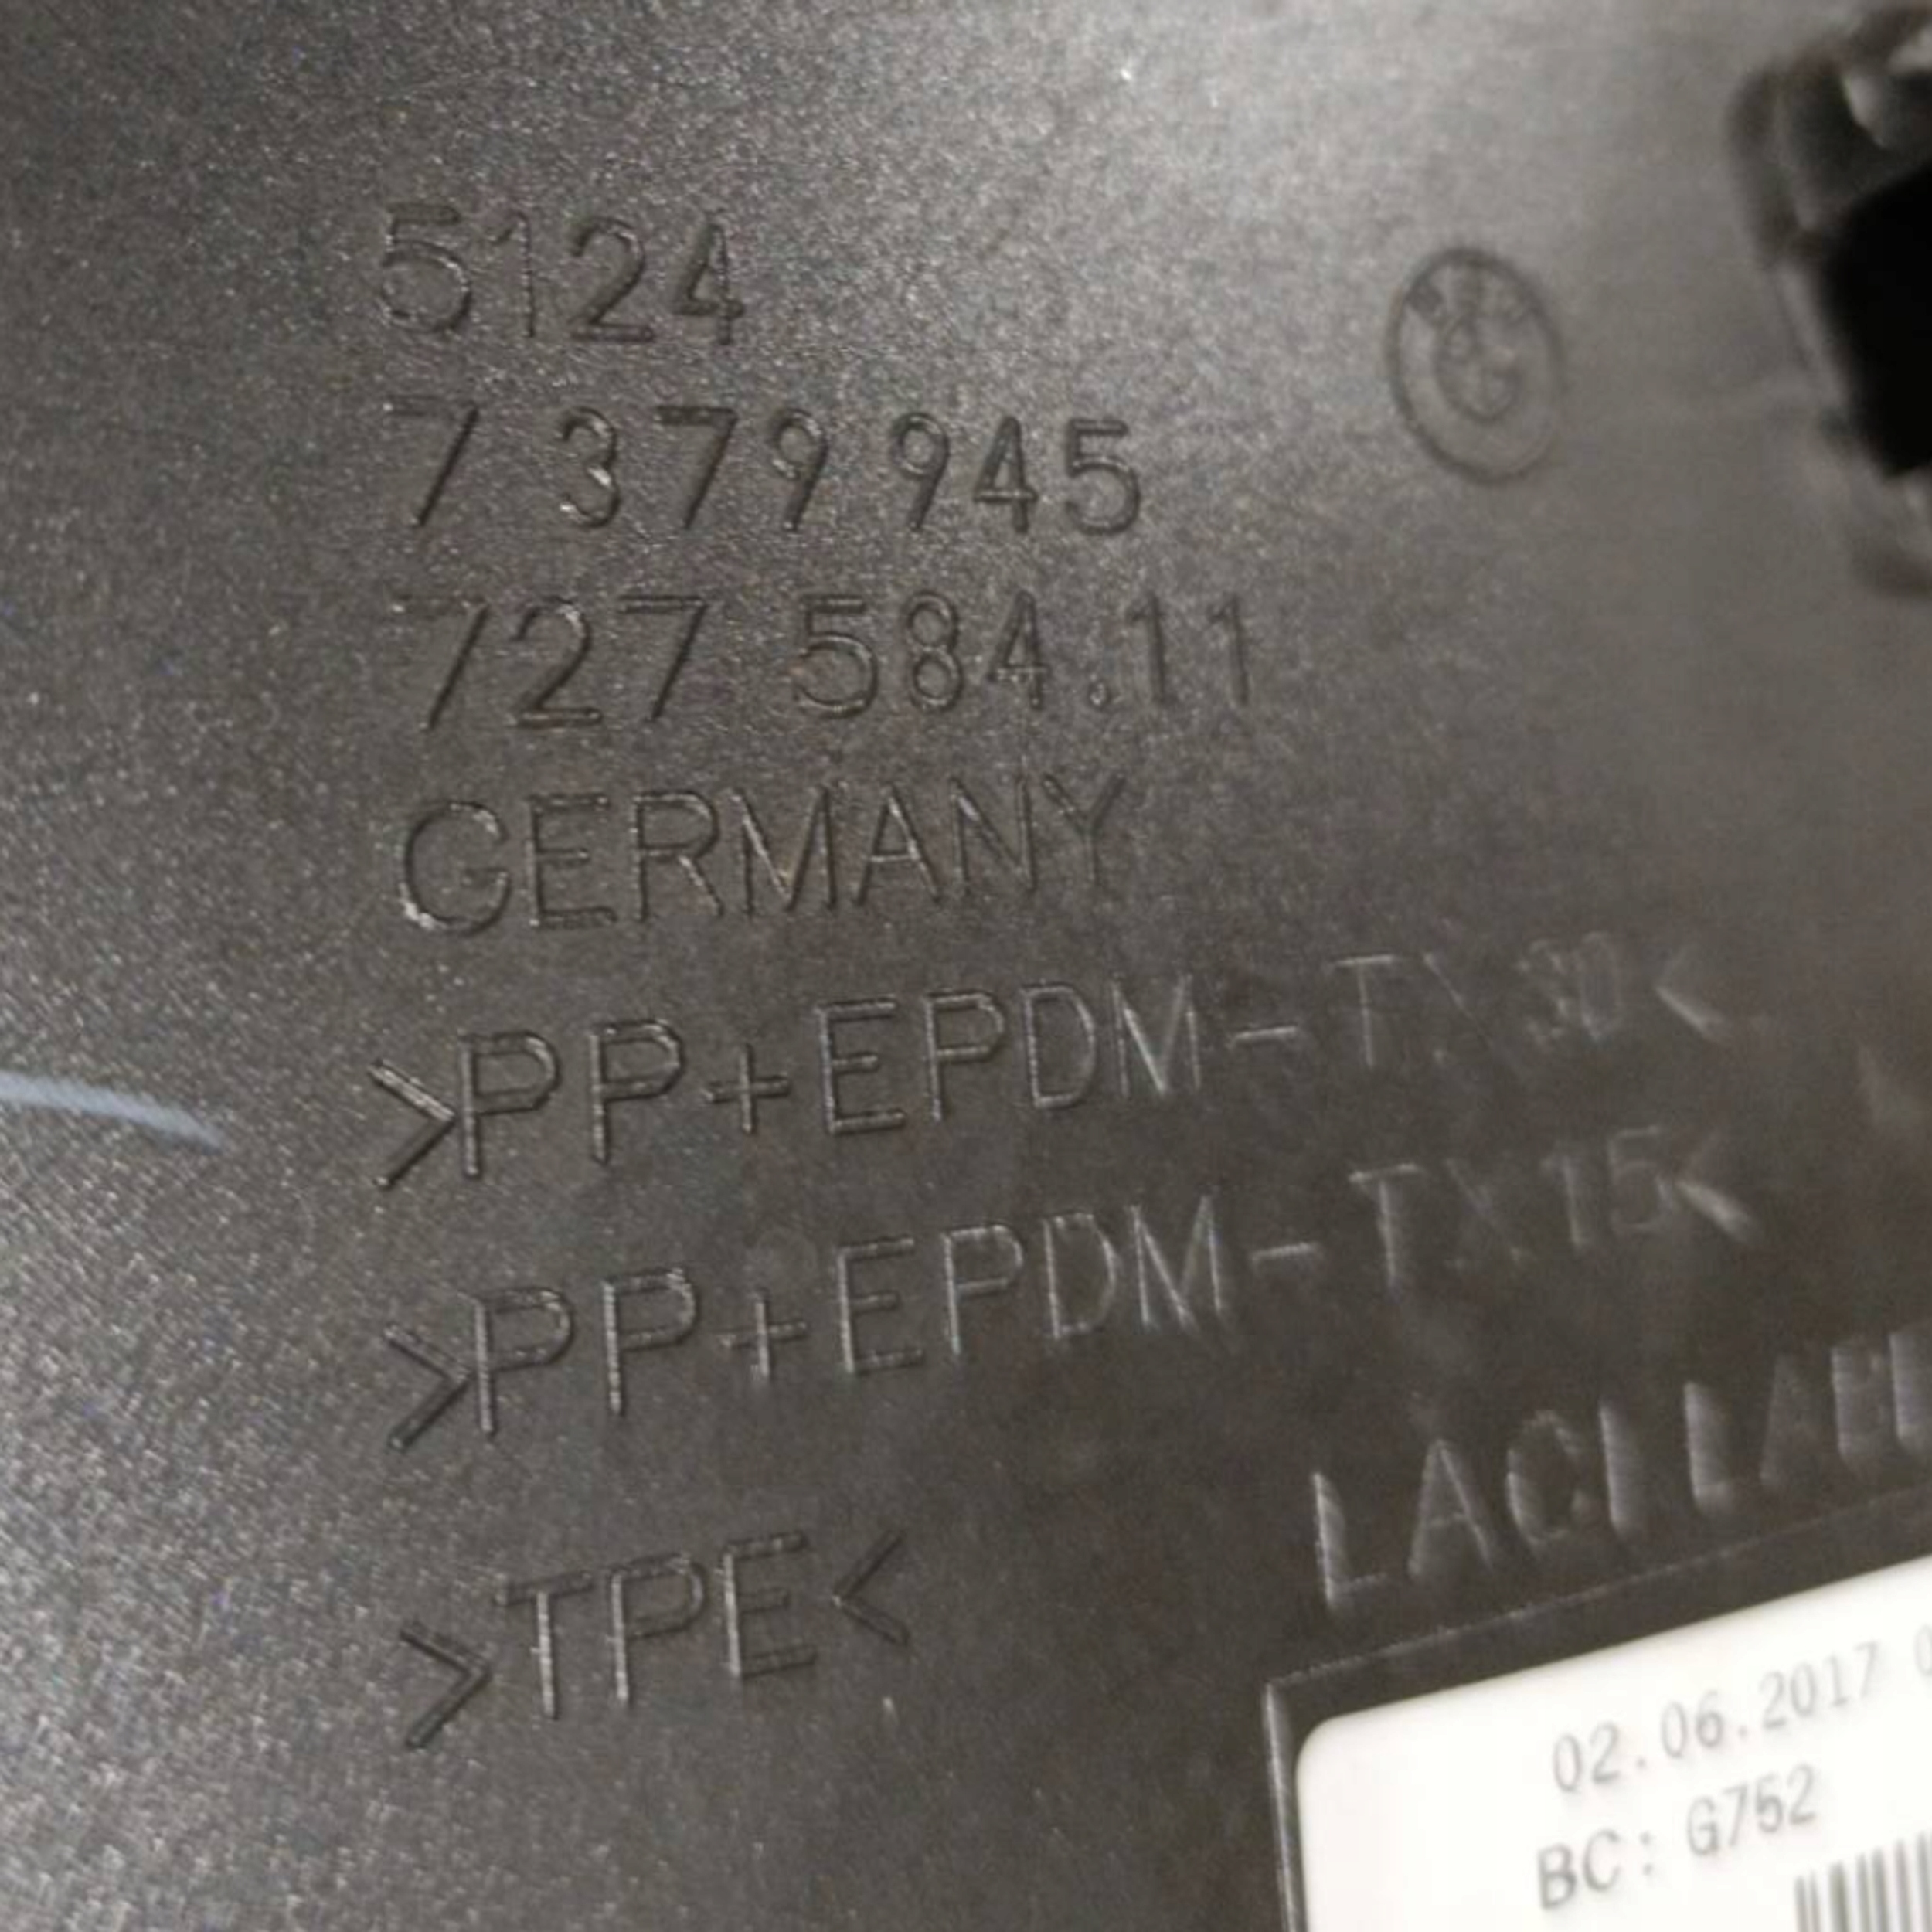 5124
7 379 945
727 584.11
GERMANY
>PP+EPDM-TX30<
>PP+EPDM-TX15<
>TPE<
02.06.2017
BC: G752